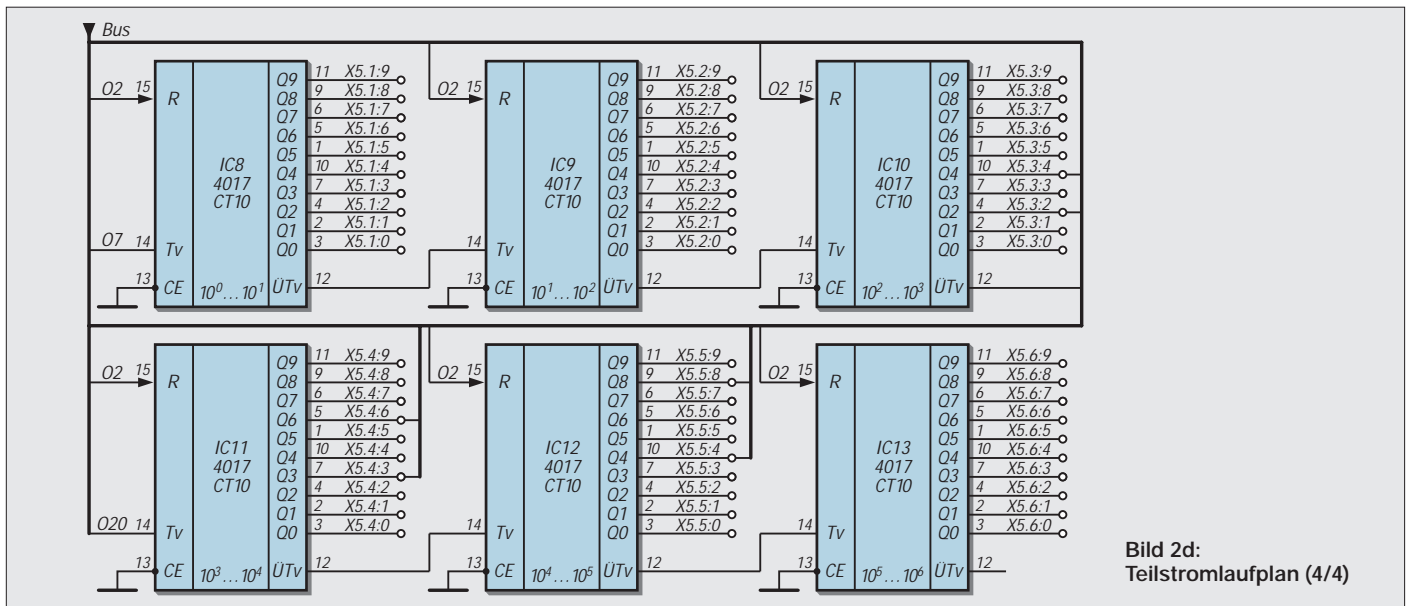 Bus
O2 15 R
O7 14 Tv
13 CE
IC8
4017
CT10
10⁰...10¹
Q9 11 X5.1:9
Q8 9 X5.1:8
Q7 6 X5.1:7
Q6 5 X5.1:6
Q5 1 X5.1:5
Q4 10 X5.1:4
Q3 7 X5.1:3
Q2 4 X5.1:2
Q1 2 X5.1:1
Q0 3 X5.1:0
ÜTv 12
O2 15 R
14 Tv
13 CE
IC9
4017
CT10
10¹...10²
Q9 11 X5.2:9
Q8 9 X5.2:8
Q7 6 X5.2:7
Q6 5 X5.2:6
Q5 1 X5.2:5
Q4 10 X5.2:4
Q3 7 X5.2:3
Q2 4 X5.2:2
Q1 2 X5.2:1
Q0 3 X5.2:0
ÜTv 12
O2 15 R
14 Tv
13 CE
IC10
4017
CT10
10²...10³
Q9 11 X5.3:9
Q8 9 X5.3:8
Q7 6 X5.3:7
Q6 5 X5.3:6
Q5 1 X5.3:5
Q4 10 X5.3:4
Q3 7 X5.3:3
Q2 4 X5.3:2
Q1 2 X5.3:1
Q0 3 X5.3:0
ÜTv 12
O2 15 R
O20 14 Tv
13 CE
IC11
4017
CT10
10³...10⁴
Q9 11 X5.4:9
Q8 9 X5.4:8
Q7 6 X5.4:7
Q6 5 X5.4:6
Q5 1 X5.4:5
Q4 10 X5.4:4
Q3 7 X5.4:3
Q2 4 X5.4:2
Q1 2 X5.4:1
Q0 3 X5.4:0
ÜTv 12
O2 15 R
14 Tv
13 CE
IC12
4017
CT10
10⁴...10⁵
Q9 11 X5.5:9
Q8 9 X5.5:8
Q7 6 X5.5:7
Q6 5 X5.5:6
Q5 1 X5.5:5
Q4 10 X5.5:4
Q3 7 X5.5:3
Q2 4 X5.5:2
Q1 2 X5.5:1
Q0 3 X5.5:0
ÜTv 12
O2 15 R
14 Tv
13 CE
IC13
4017
CT10
10⁵...10⁶
Q9 11 X5.6:9
Q8 9 X5.6:8
Q7 6 X5.6:7
Q6 5 X5.6:6
Q5 1 X5.6:5
Q4 10 X5.6:4
Q3 7 X5.6:3
Q2 4 X5.6:2
Q1 2 X5.6:1
Q0 3 X5.6:0
ÜTv 12
Bild 2d:
Teilstromlaufplan (4/4)